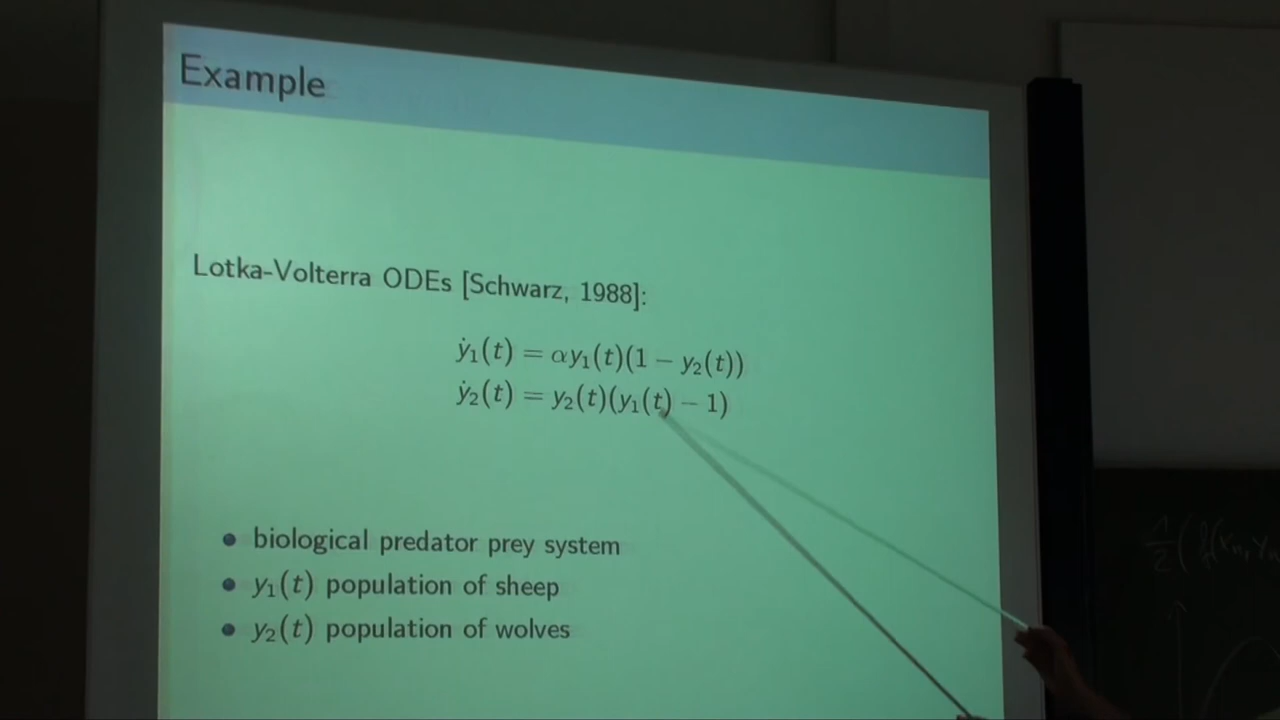 Example
Lotka-Volterra ODEs [Schwarz, 1988]:
ẏ₁(t) = αy₁(t)(1 − y₂(t))
ẏ₂(t) = y₂(t)(y₁(t) − 1)
• biological predator prey system
• y₁(t) population of sheep
• y₂(t) population of wolves